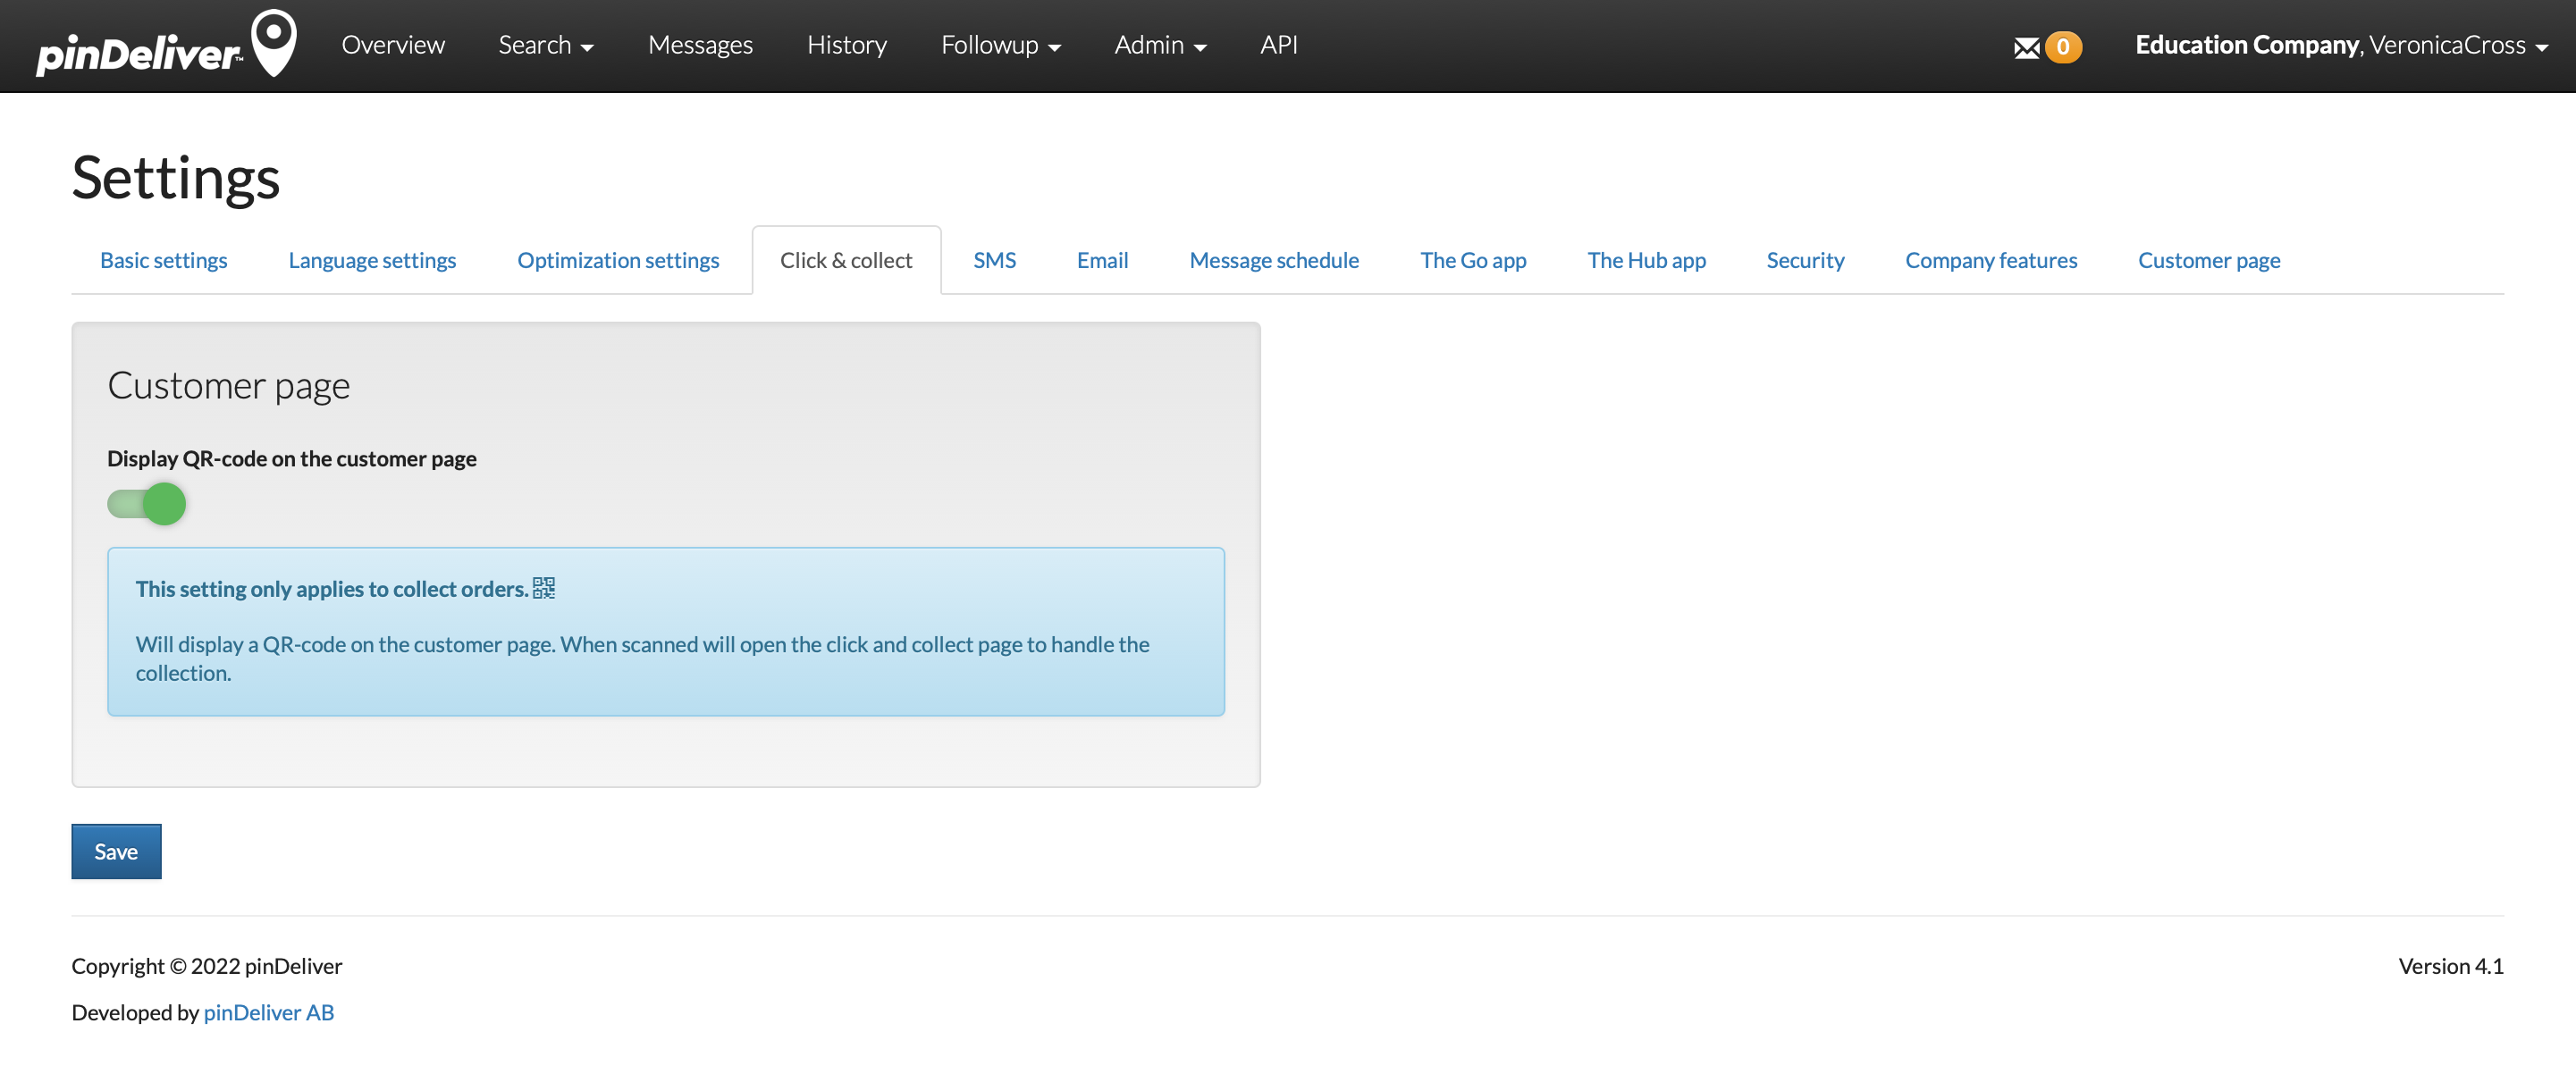 pinDeliver™ Overview Search Messages History Followup Admin API 0 Education Company, VeronicaCross
Settings
Basic settings Language settings Optimization settings Click & collect SMS Email Message schedule The Go app The Hub app Security Company features Customer page
Customer page
Display QR-code on the customer page
This setting only applies to collect orders.
Will display a QR-code on the customer page. When scanned will open the click and collect page to handle the
collection.
Save
Copyright © 2022 pinDeliver Version 4.1
Developed by pinDeliver AB